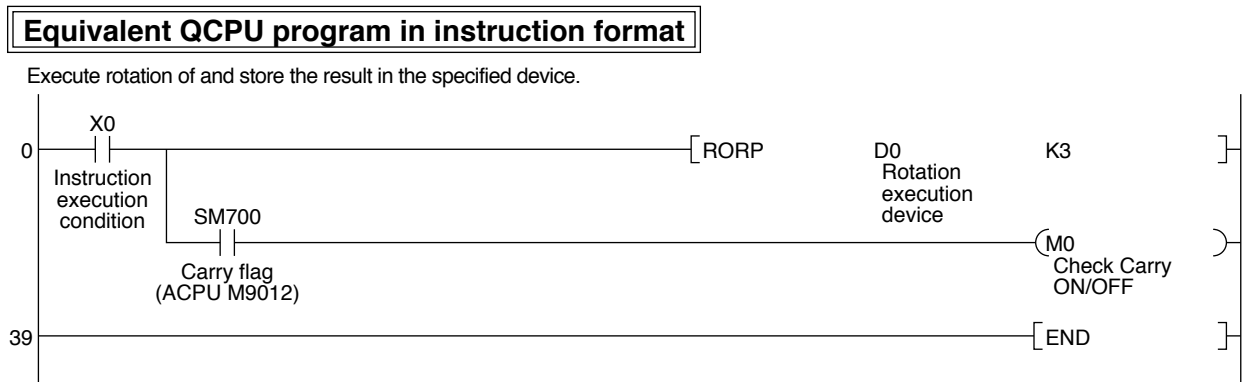 Equivalent QCPU program in instruction format
Execute rotation of and store the result in the specified device.
X0
0
RORP D0 K3
Instruction
execution
condition
Rotation
execution
device
SM700
M0
Carry flag
(ACPU M9012)
Check Carry
ON/OFF
39
END